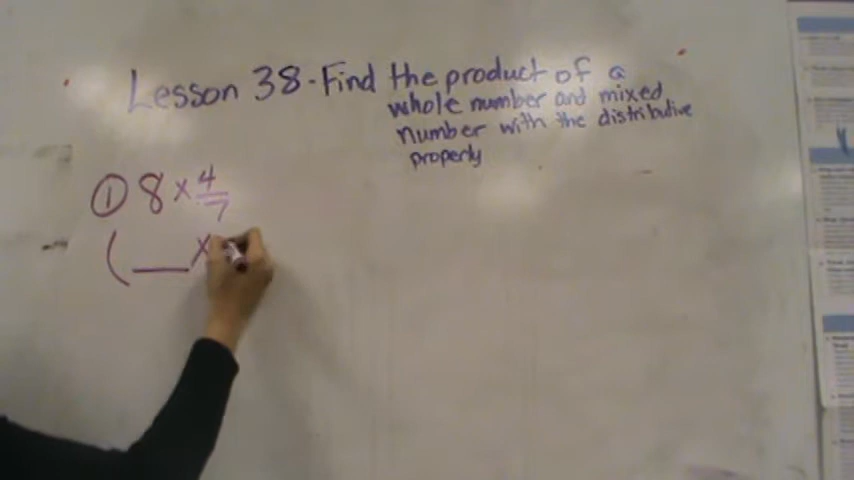 Lesson 38-Find the product of a
whole number and mixed
number with the distributive
property
① 8 × 4/7
( __ ×